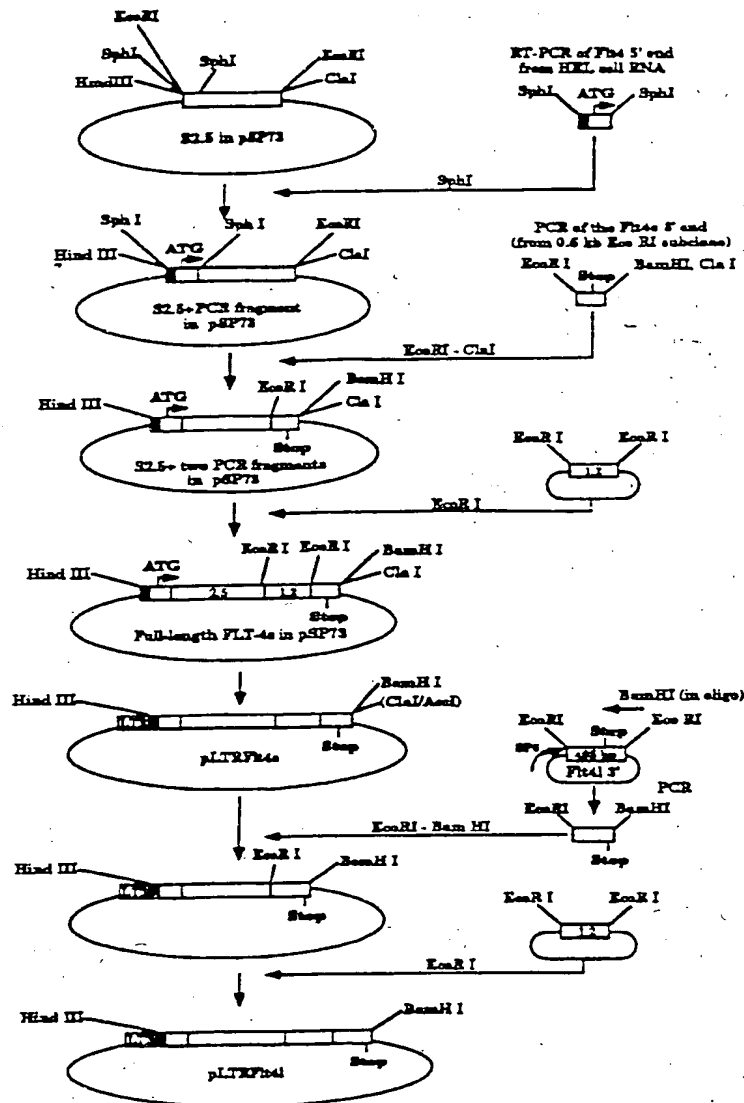 EcoRI
SphI
SphI
EcoRI
HindIII
ClaI
S2.5 in pSP73
RT-PCR of Flt4 5' end
from HEL cell RNA
SphI
ATG
SphI
SphI
Sph I
Sph I
EcoRI
Hind III
ATG
ClaI
S2.5+PCR fragment
in pSP73
PCR of the Flt4s 3' end
(from 0.6 kb Eco RI subclone)
EcoRI
Stop
BamHI, Cla I
EcoRI - ClaI
Hind III
ATG
EcoR I
BamH I
Cla I
Stop
S2.5+ two PCR fragments
in pSP73
EcoR I
EcoR I
1.2
EcoR I
Hind III
ATG
EcoR I
EcoR I
BamH I
Cla I
2.5
1.2
Stop
Full-length FLT-4s in pSP73
Hind III
BamH I
(ClaI/AccI)
Stop
pLTRFlt4s
BamHI (in oligo)
EcoRI
Stop
Eco RI
SP6
Flt4l 3'
PCR
EcoRI
BamHI
Stop
EcoRI - Bam HI
Hind III
EcoR I
BamH I
Stop
EcoR I
EcoR I
1.2
EcoR I
Hind III
BamH I
Stop
pLTRFlt4l